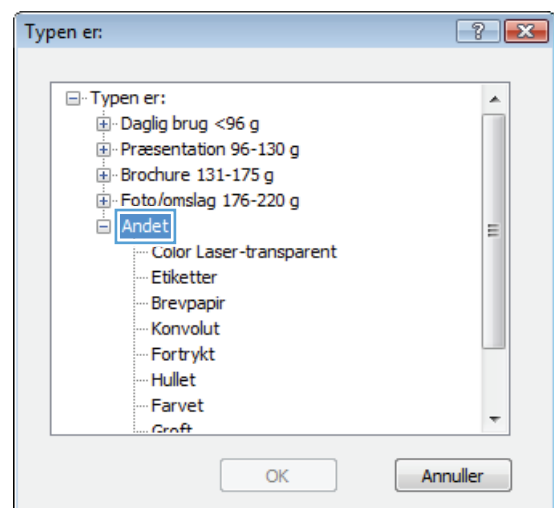 Typen er:
Typen er:
Daglig brug <96 g
Præsentation 96-130 g
Brochure 131-175 g
Foto/omslag 176-220 g
Andet
Color Laser-transparent
Etiketter
Brevpapir
Konvolut
Fortrykt
Hullet
Farvet
Groft
OK Annuller